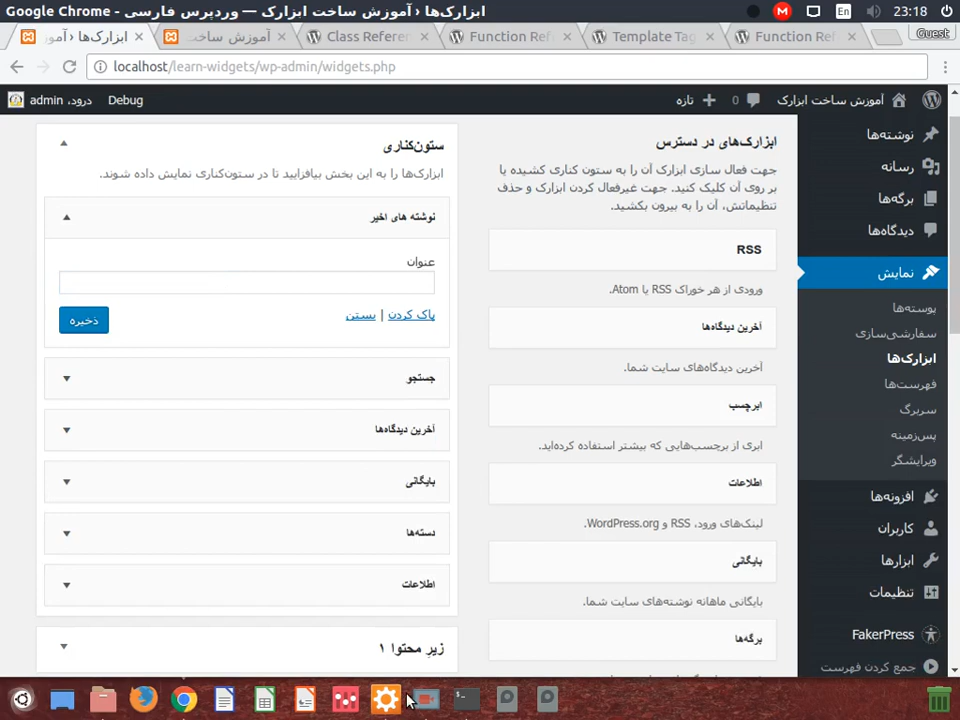 ابزارک‌ها ‹ آموزش ساخت ابزارک — وردپرس فارسی — Google Chrome
En
23:18
ابزارک‌ها ‹ آموز
آموزش ساخت
Class Referen
Function Ref
Template Tag
Function Ref
Guest
localhost/learn-widgets/wp-admin/widgets.php
آموزش ساخت ابزارک
0
تازه
Debug
درود، admin
نوشته‌ها
رسانه
برگه‌ها
دیدگاه‌ها
نمایش
پوسته‌ها
سفارشی‌سازی
ابزارک‌ها
فهرست‌ها
سربرگ
پس‌زمینه
ویرایشگر
افزونه‌ها
کاربران
ابزارها
تنظیمات
FakerPress
جمع کردن فهرست
ابزارک‌های در دسترس
جهت فعال سازی ابزارک آن را به ستون کناری کشیده یا
بر روی آن کلیک کنید. جهت غیرفعال کردن ابزارک و حذف
تنظیماتش، آن را به بیرون بکشید.
RSS
ورودی از هر خوراک RSS یا Atom.
آخرین دیدگاه‌ها
آخرین دیدگاه‌های سایت شما.
ابرچسب
ابری از برچسب‌هایی که بیشتر استفاده کرده‌اید.
اطلاعات
لینک‌های ورود، RSS و WordPress.org.
بایگانی
بایگانی ماهانه نوشته‌های سایت شما.
برگه‌ها
ستون‌کناری
ابزارک‌ها را به این بخش بیافزایید تا در ستون‌کناری نمایش داده شوند.
نوشته های اخیر
عنوان
پاک کردن | بستن
ذخیره
جستجو
آخرین دیدگاه‌ها
بایگانی
دسته‌ها
اطلاعات
زیر محتوا ۱